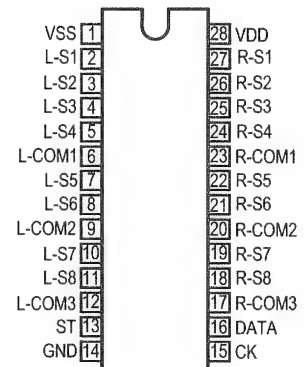 VSS 1 28 VDD
L-S1 2 27 R-S1
L-S2 3 26 R-S2
L-S3 4 25 R-S3
L-S4 5 24 R-S4
L-COM1 6 23 R-COM1
L-S5 7 22 R-S5
L-S6 8 21 R-S6
L-COM2 9 20 R-COM2
L-S7 10 19 R-S7
L-S8 11 18 R-S8
L-COM3 12 17 R-COM3
ST 13 16 DATA
GND 14 15 CK